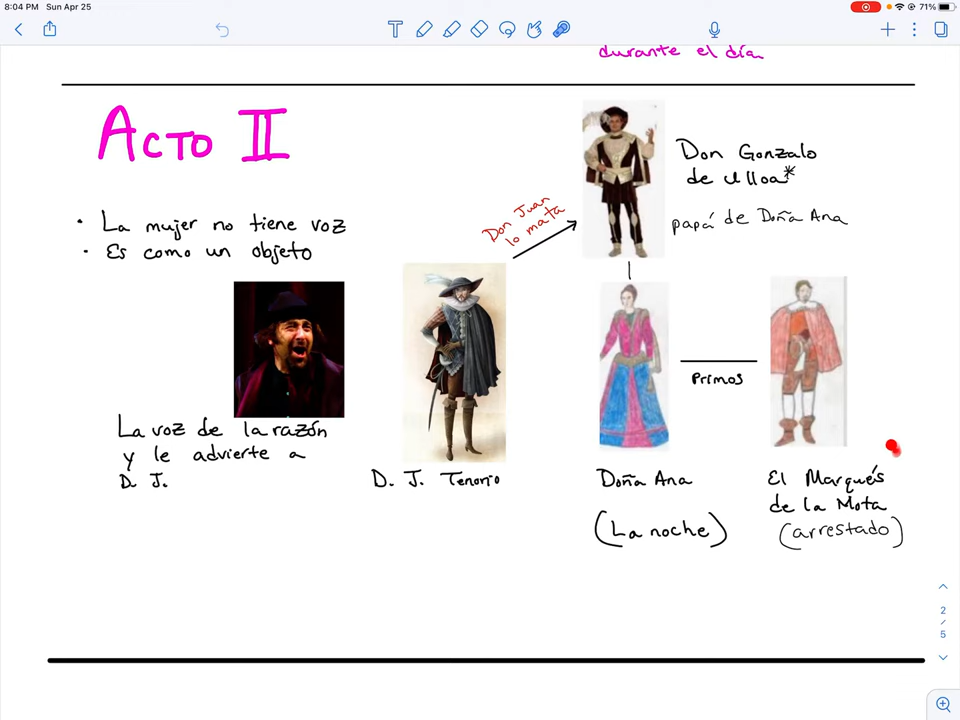 8:04 PM Sun Apr 25
71%
durante el día
ACTO II
Don Gonzalo
de Ulloa*
papá de Doña Ana
Don Juan
lo mata
• La mujer no tiene voz
• Es como un objeto
Primos
La voz de la razón
y le advierte a
D. J.
D. J. Tenorio
Doña Ana
(La noche)
El Marqués
de la Mota
(arrestado)
2
/
5